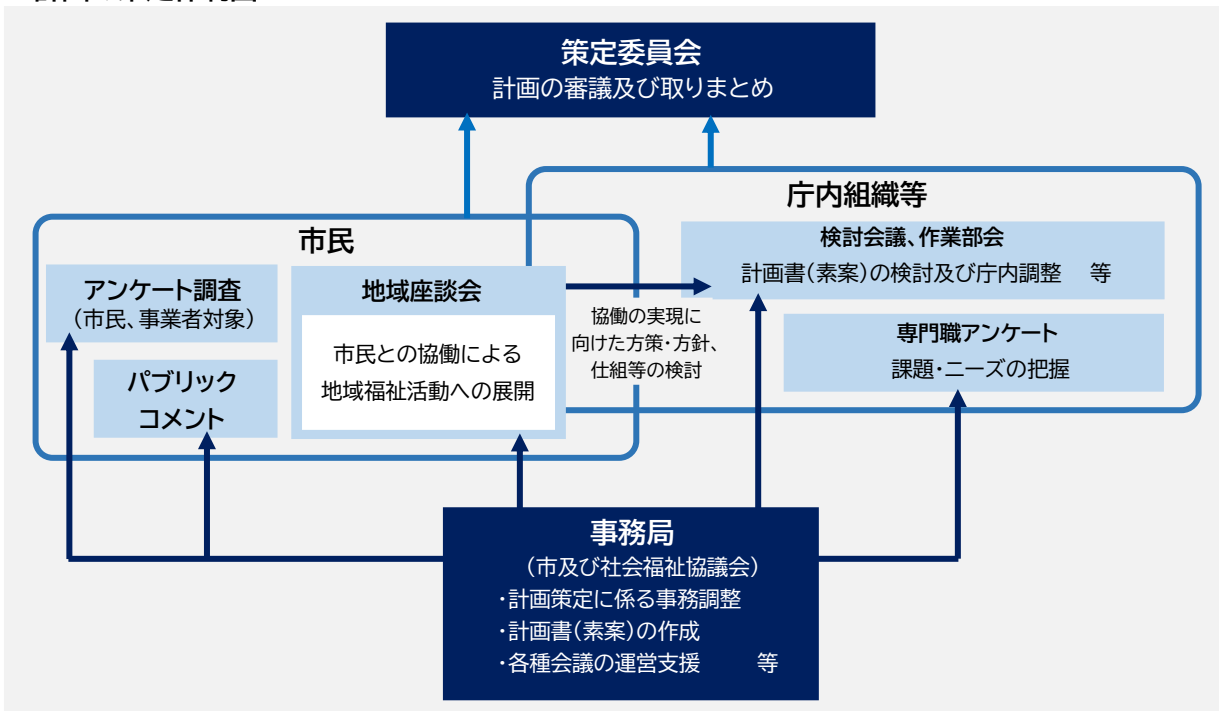 策定委員会
計画の審議及び取りまとめ
庁内組織等
検討会議、作業部会
計画書(素案)の検討及び庁内調整 等
専門職アンケート
課題・ニーズの把握
市民
アンケート調査
(市民、事業者対象)
パブリック
コメント
地域座談会
市民との協働による
地域福祉活動への展開
協働の実現に
向けた方策・方針、
仕組等の検討
事務局
(市及び社会福祉協議会)
・計画策定に係る事務調整
・計画書(素案)の作成
・各種会議の運営支援 等